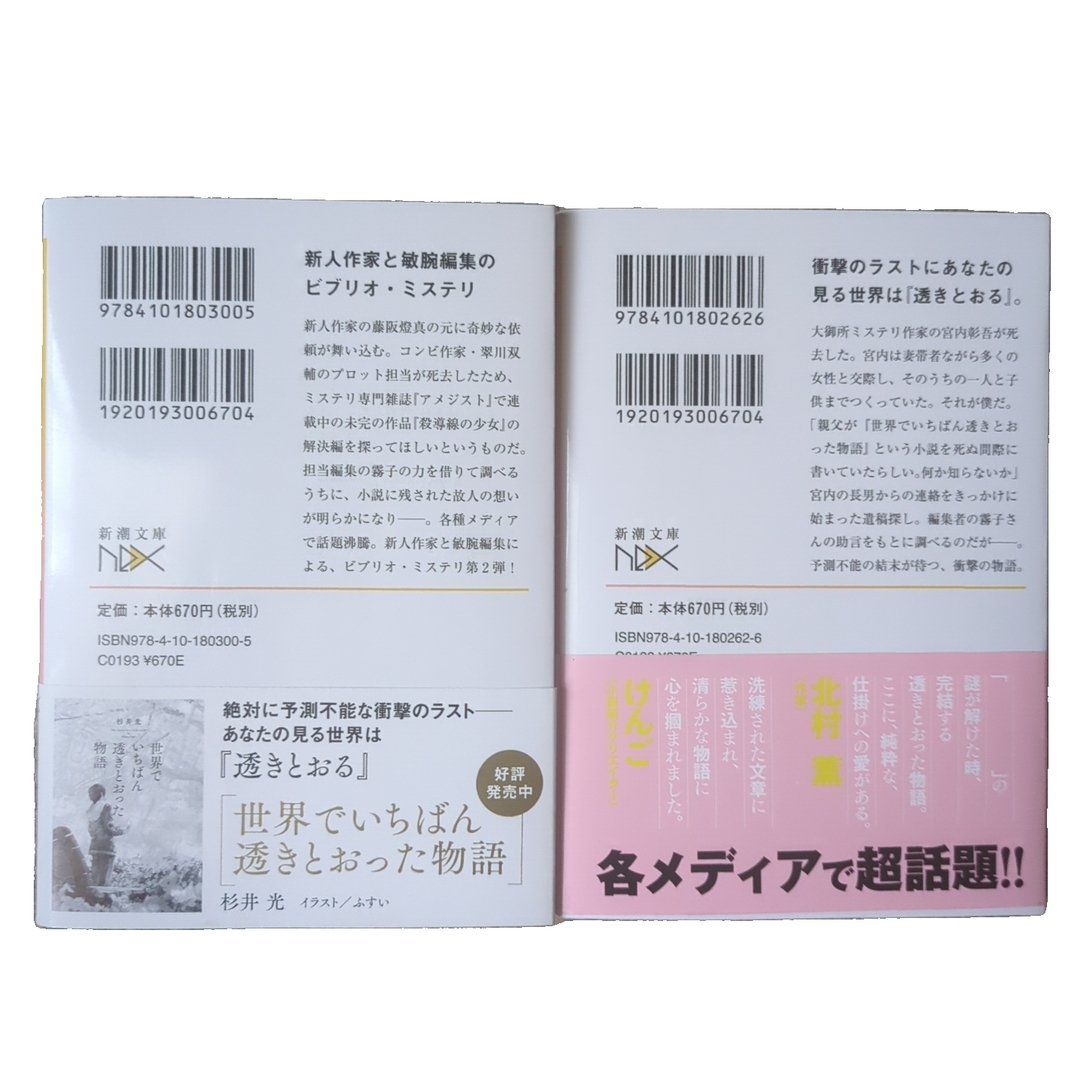 9784101803005
1920193006704
新人作家と敏腕編集の
ビブリオ・ミステリ
新人作家の藤阪燈真の元に奇妙な依
頼が舞い込む。コンビ作家・翠川双
輔のプロット担当が死去したため、
ミステリ専門雑誌『アメジスト』で連
載中の未完の作品『殺導線の少女』の
解決編を探ってほしいというものだ。
担当編集の霧子の力を借りて調べる
うちに、小説に残された故人の想い
が明らかになり――。各種メディア
で話題沸騰。新人作家と敏腕編集に
よる、ビブリオ・ミステリ第2弾！
新潮文庫
nex
定価：本体670円（税別）
ISBN978-4-10-180300-5
C0193 ¥670E
杉井光
世界で
いちばん
透きとおった
物語
絶対に予測不能な衝撃のラスト――
あなたの見る世界は
『透きとおる』
好評
発売中
世界でいちばん
透きとおった物語
杉井 光 イラスト／ふすい
9784101802626
1920193006704
衝撃のラストにあなたの
見る世界は『透きとおる』。
大御所ミステリ作家の宮内彰吾が死
去した。宮内は妻帯者ながら多くの
女性と交際し、そのうちの一人と子
供までつくっていた。それが僕だ。
「親父が『世界でいちばん透きとお
った物語』という小説を死ぬ間際に
書いていたらしい。何か知らないか」
宮内の長男からの連絡をきっかけに
始まった遺稿探し。編集者の霧子さ
んの助言をもとに調べるのだが――。
予測不能の結末が待つ、衝撃の物語。
新潮文庫
nex
定価：本体670円（税別）
ISBN978-4-10-180262-6
「　　　　」の
謎が解けた時、
完結する
透きとおった物語。
ここに、純粋な、
仕掛けへの愛がある。
北村 薫
洗練された文章に
惹き込まれ、
清らかな物語に
心を掴まれました。
けんご
各メディアで超話題!!